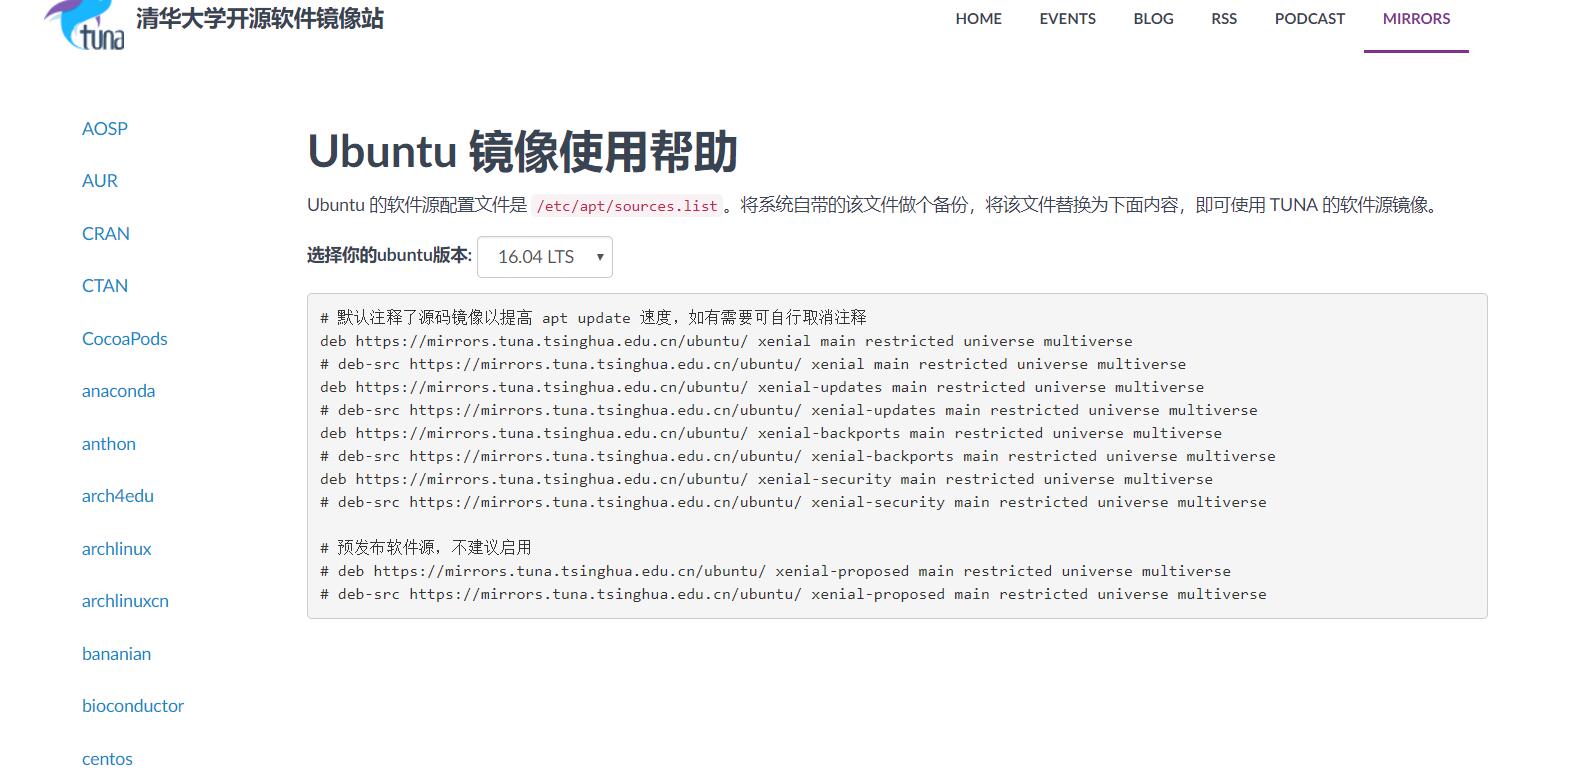 tuna
清华大学开源软件镜像站
HOME
EVENTS
BLOG
RSS
PODCAST
MIRRORS
AOSP
AUR
CRAN
CTAN
CocoaPods
anaconda
anthon
arch4edu
archlinux
archlinuxcn
bananian
bioconductor
centos
Ubuntu 镜像使用帮助
Ubuntu 的软件源配置文件是 /etc/apt/sources.list。将系统自带的该文件做个备份，将该文件替换为下面内容，即可使用 TUNA 的软件源镜像。
选择你的ubuntu版本: 16.04 LTS
# 默认注释了源码镜像以提高 apt update 速度，如有需要可自行取消注释
deb https://mirrors.tuna.tsinghua.edu.cn/ubuntu/ xenial main restricted universe multiverse
# deb-src https://mirrors.tuna.tsinghua.edu.cn/ubuntu/ xenial main restricted universe multiverse
deb https://mirrors.tuna.tsinghua.edu.cn/ubuntu/ xenial-updates main restricted universe multiverse
# deb-src https://mirrors.tuna.tsinghua.edu.cn/ubuntu/ xenial-updates main restricted universe multiverse
deb https://mirrors.tuna.tsinghua.edu.cn/ubuntu/ xenial-backports main restricted universe multiverse
# deb-src https://mirrors.tuna.tsinghua.edu.cn/ubuntu/ xenial-backports main restricted universe multiverse
deb https://mirrors.tuna.tsinghua.edu.cn/ubuntu/ xenial-security main restricted universe multiverse
# deb-src https://mirrors.tuna.tsinghua.edu.cn/ubuntu/ xenial-security main restricted universe multiverse
# 预发布软件源，不建议启用
# deb https://mirrors.tuna.tsinghua.edu.cn/ubuntu/ xenial-proposed main restricted universe multiverse
# deb-src https://mirrors.tuna.tsinghua.edu.cn/ubuntu/ xenial-proposed main restricted universe multiverse